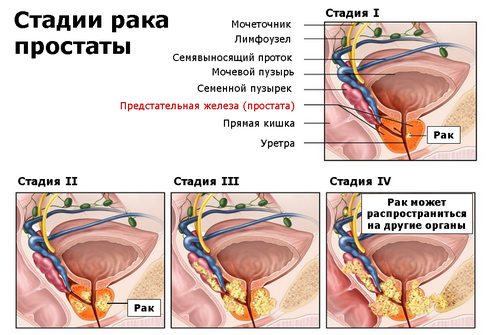 Стадии рака
простаты
Мочеточник
Лимфоузел
Семявыносящий проток
Мочевой пузырь
Семенной пузырек
Предстательная железа (простата)
Прямая кишка
Уретра
Стадия I
Рак
Стадия II
Рак
Стадия III
Стадия IV
Рак может
распространиться
на другие органы